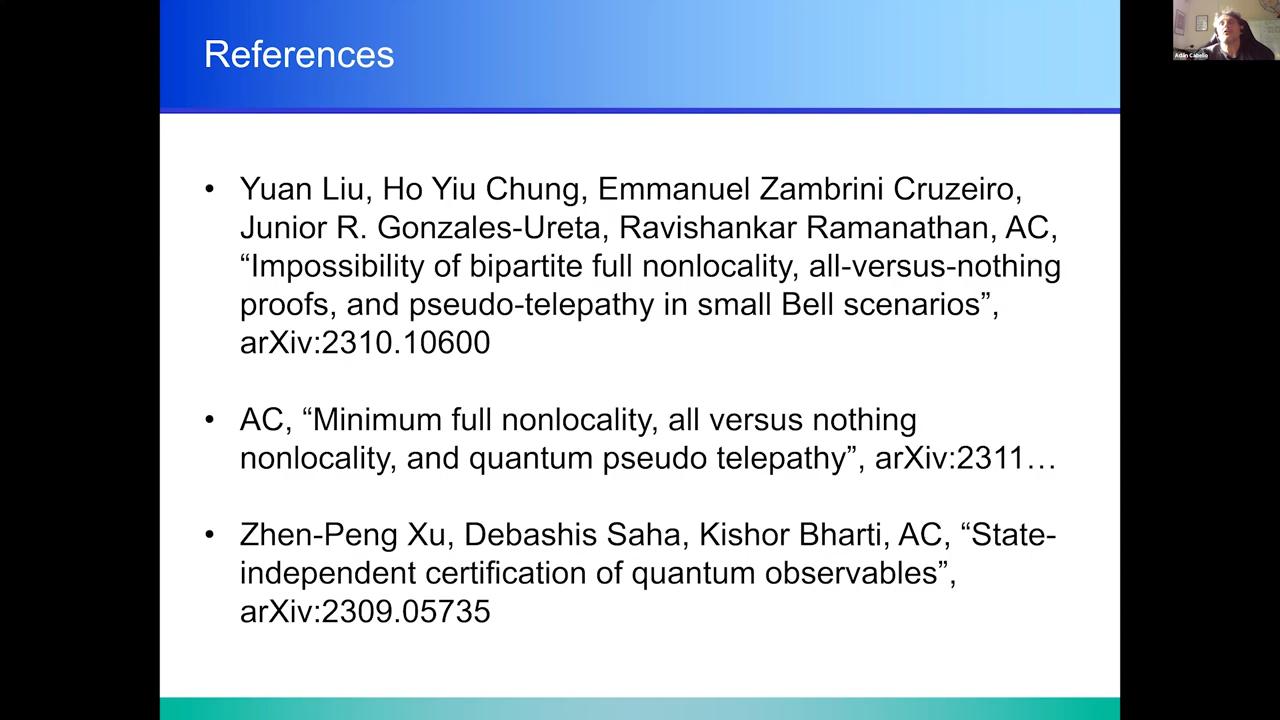 References
• Yuan Liu, Ho Yiu Chung, Emmanuel Zambrini Cruzeiro,
Junior R. Gonzales-Ureta, Ravishankar Ramanathan, AC,
“Impossibility of bipartite full nonlocality, all-versus-nothing
proofs, and pseudo-telepathy in small Bell scenarios”,
arXiv:2310.10600
• AC, “Minimum full nonlocality, all versus nothing
nonlocality, and quantum pseudo telepathy”, arXiv:2311…
• Zhen-Peng Xu, Debashis Saha, Kishor Bharti, AC, “State-
independent certification of quantum observables”,
arXiv:2309.05735
Adán Cabello